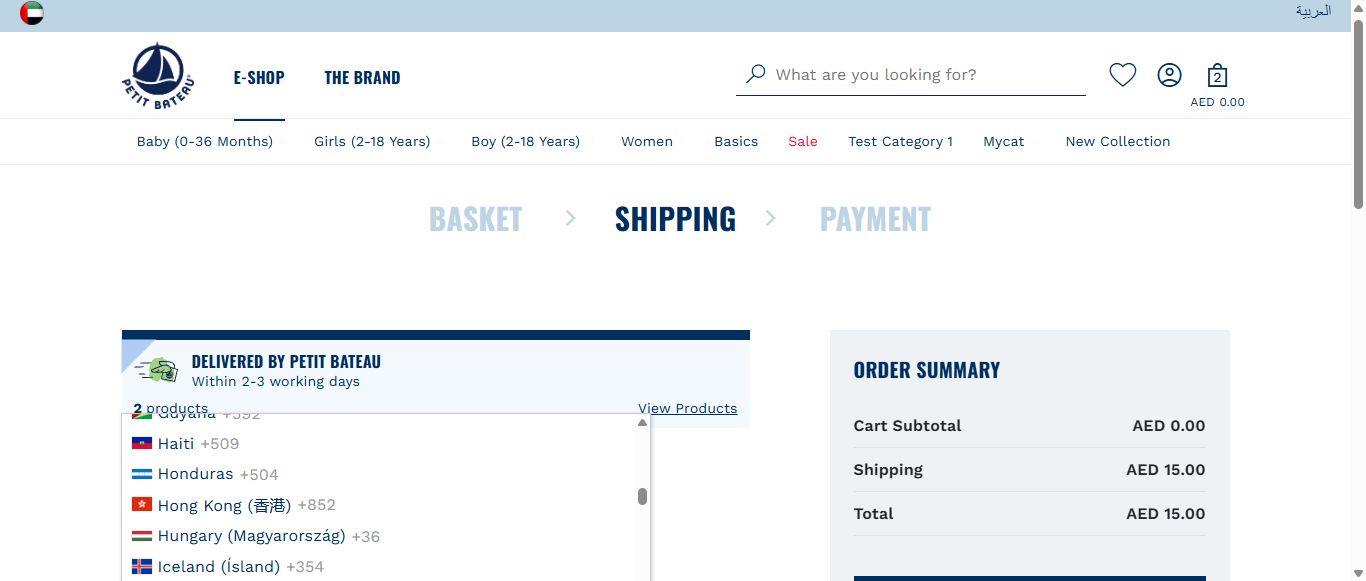 العربية
PETIT BATEAU
E-SHOP
THE BRAND
What are you looking for?
2
AED 0.00
Baby (0-36 Months)
Girls (2-18 Years)
Boy (2-18 Years)
Women
Basics
Sale
Test Category 1
Mycat
New Collection
BASKET
SHIPPING
PAYMENT
DELIVERED BY PETIT BATEAU
Within 2-3 working days
2 products
View Products
Guyana +592
Haiti +509
Honduras +504
Hong Kong (香港) +852
Hungary (Magyarország) +36
Iceland (Ísland) +354
ORDER SUMMARY
Cart Subtotal AED 0.00
Shipping AED 15.00
Total AED 15.00